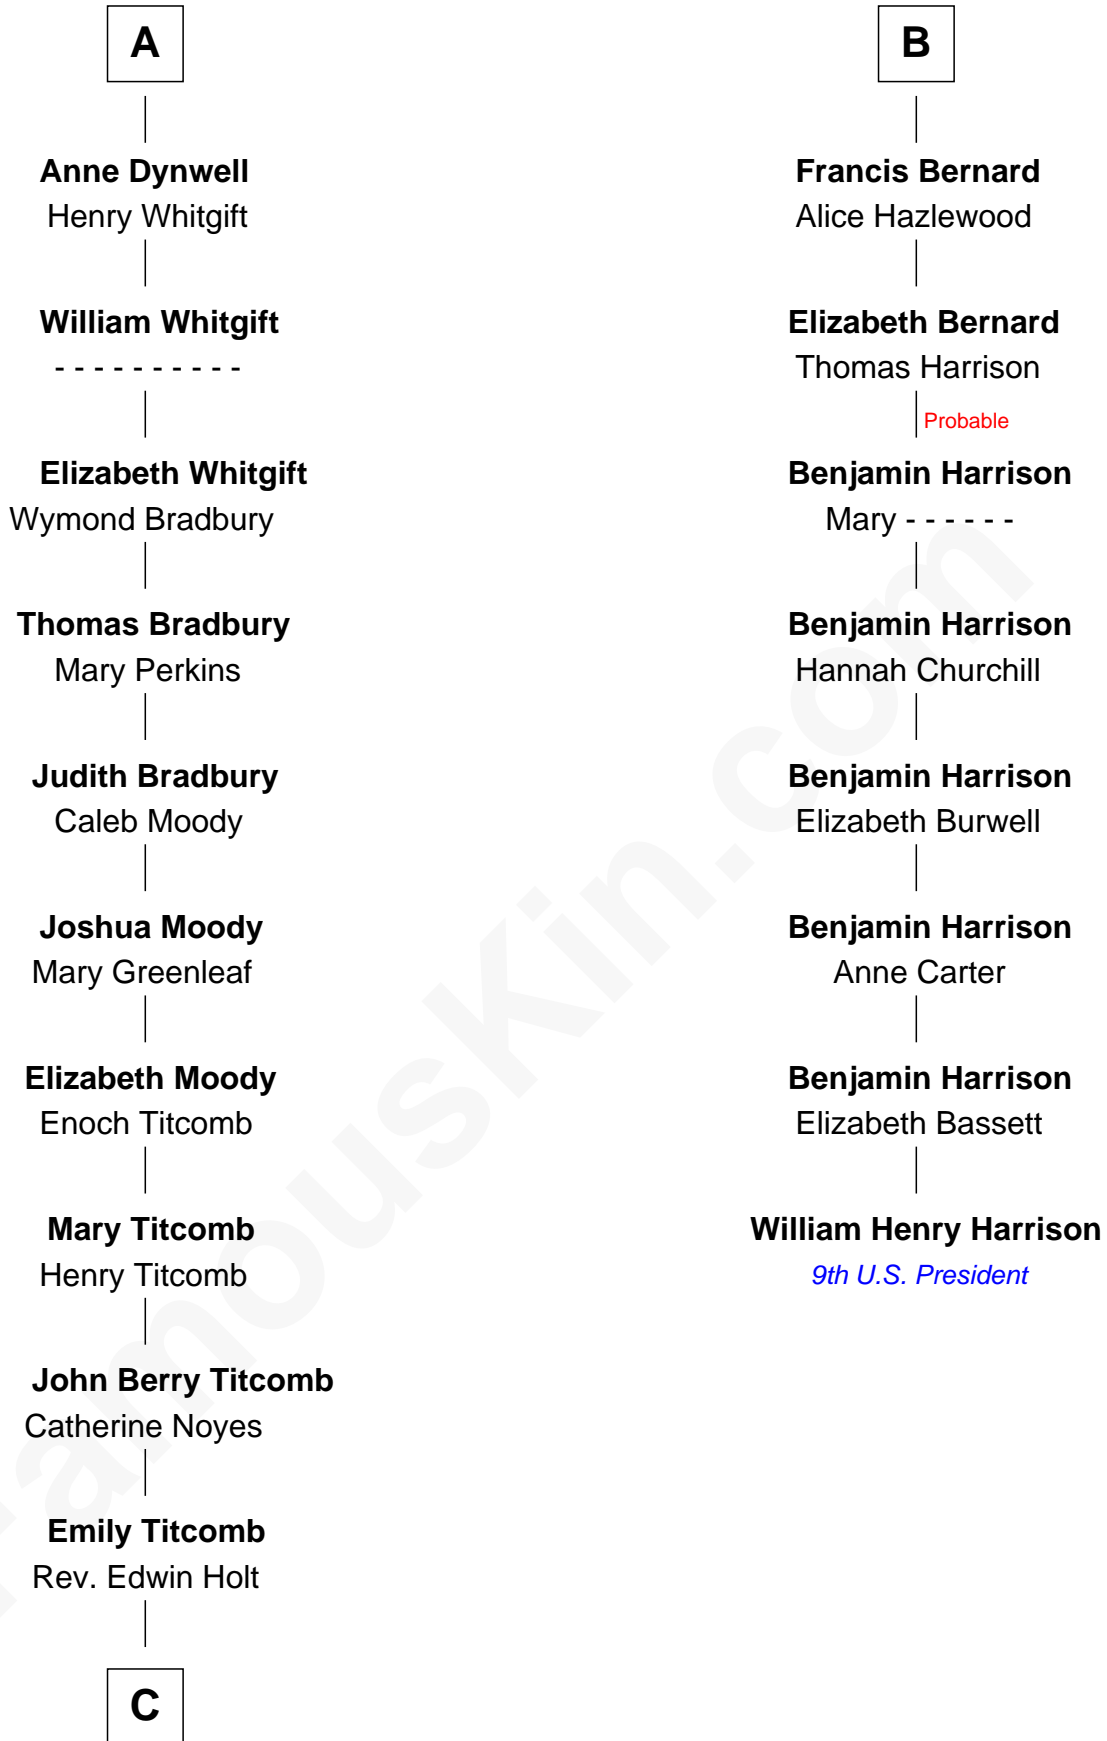 A
Anne Dynwell
Henry Whitgift
William Whitgift
- - - - - - - - - -
Elizabeth Whitgift
Wymond Bradbury
Thomas Bradbury
Mary Perkins
Judith Bradbury
Caleb Moody
Joshua Moody
Mary Greenleaf
Elizabeth Moody
Enoch Titcomb
Mary Titcomb
Henry Titcomb
John Berry Titcomb
Catherine Noyes
Emily Titcomb
Rev. Edwin Holt
C
B
Francis Bernard
Alice Hazlewood
Elizabeth Bernard
Thomas Harrison
Probable
Benjamin Harrison
Mary - - - - - -
Benjamin Harrison
Hannah Churchill
Benjamin Harrison
Elizabeth Burwell
Benjamin Harrison
Anne Carter
Benjamin Harrison
Elizabeth Bassett
William Henry Harrison
9th U.S. President
FamousKin.com